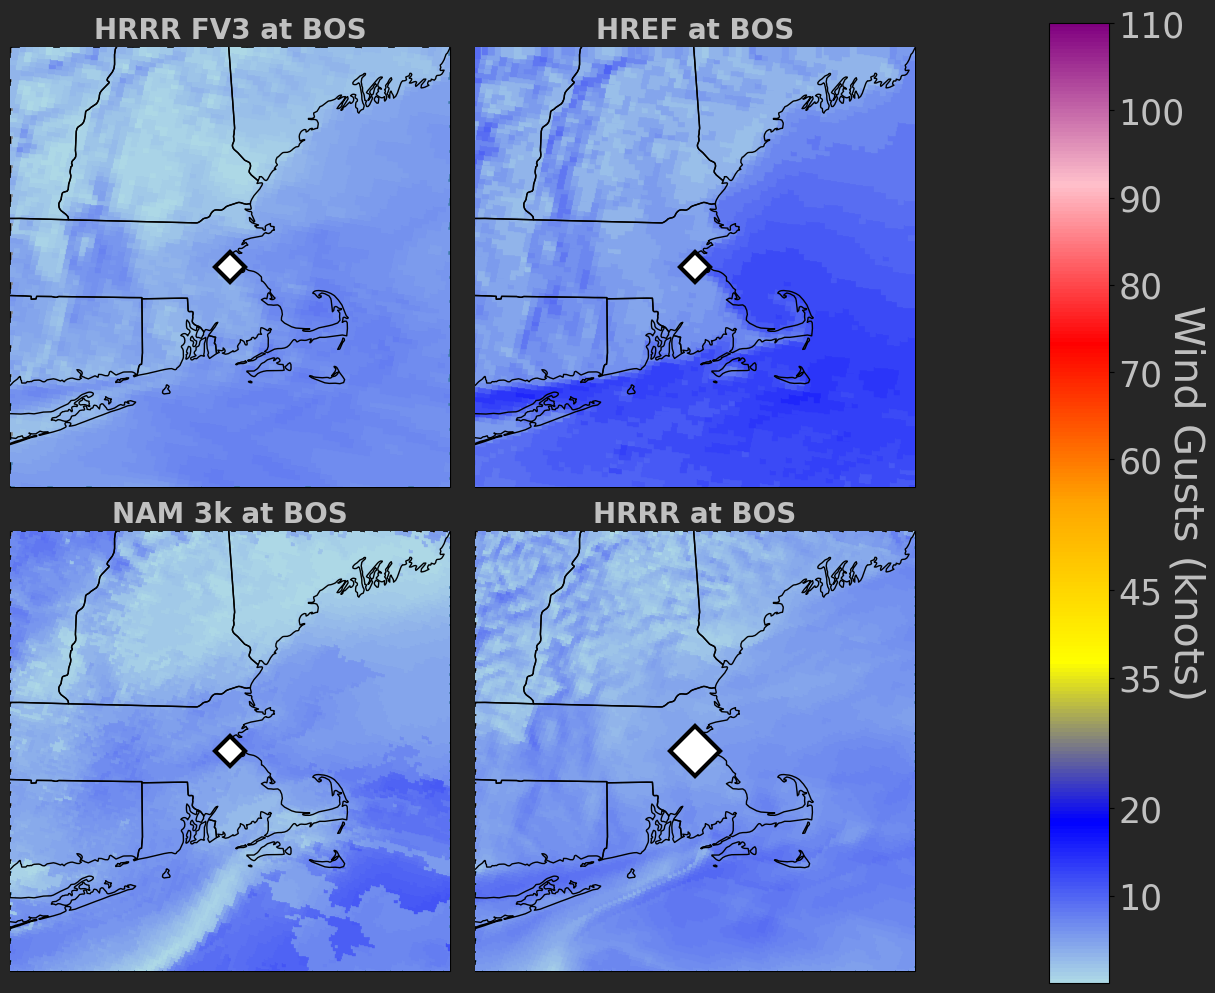 HRRR FV3 at BOS
HREF at BOS
NAM 3k at BOS
HRRR at BOS
110
100
90
80
70
60
45
35
20
10
Wind Gusts (knots)